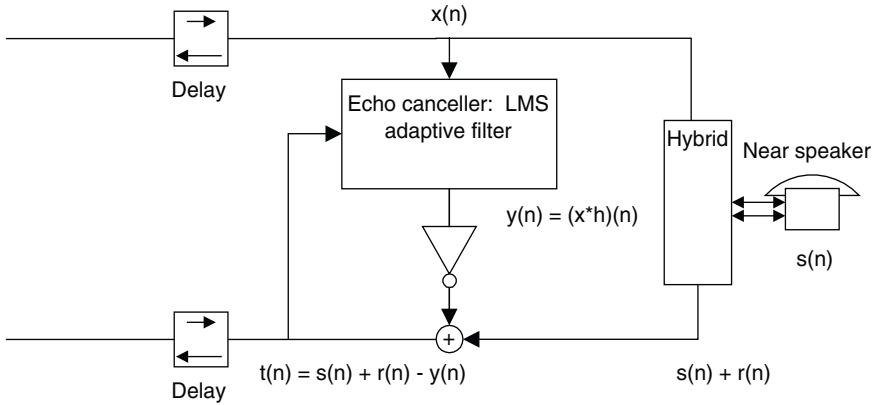 x(n)
Delay
Echo canceller: LMS
adaptive filter
Hybrid
Near speaker
y(n) = (x*h)(n)
s(n)
+
t(n) = s(n) + r(n) - y(n)
s(n) + r(n)
Delay